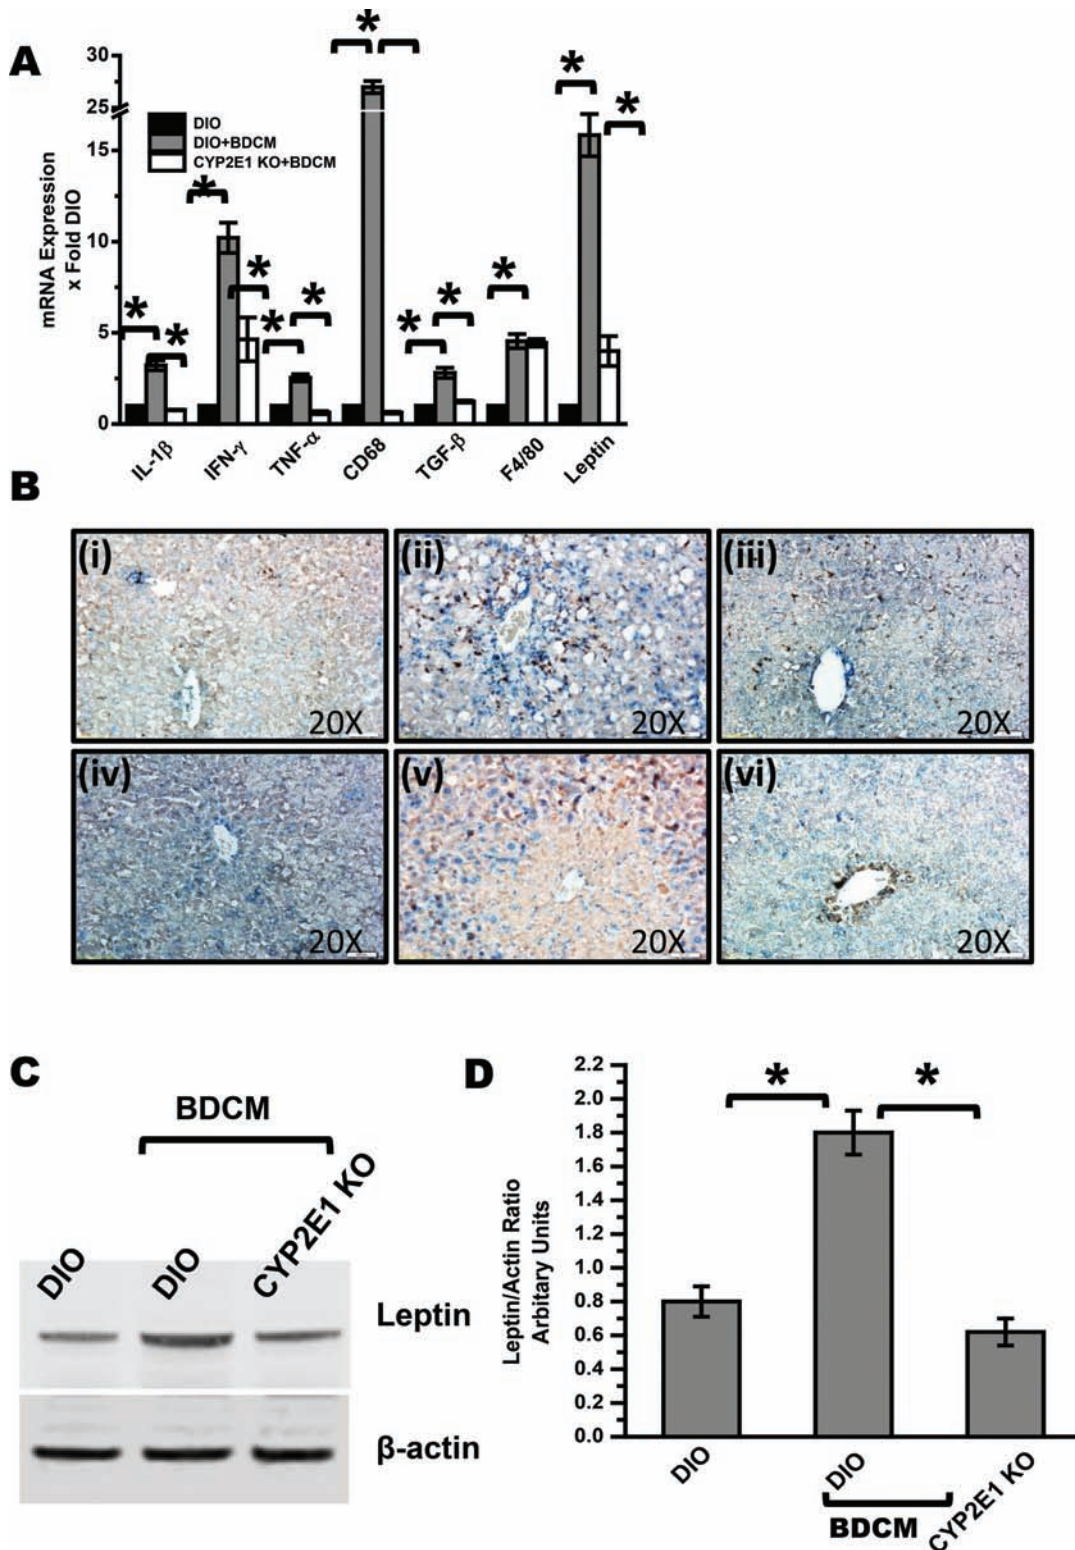 A
30
25
15
10
5
0
mRNA Expression
x Fold DIO
DIO
DIO+BDCM
CYP2E1 KO+BDCM
* * * * * * * * * * * * *
IL-1β IFN-γ TNF-α CD68 TGF-β F4/80 Leptin
B
(i) (ii) (iii)
20X 20X 20X
(iv) (v) (vi)
20X 20X 20X
C
BDCM
DIO DIO CYP2E1 KO
Leptin
β-actin
D
2.2
2.0
1.8
1.6
1.4
1.2
1.0
0.8
0.6
0.4
0.2
0.0
Leptin/Actin Ratio
Arbitary Units
* *
DIO DIO CYP2E1 KO
BDCM